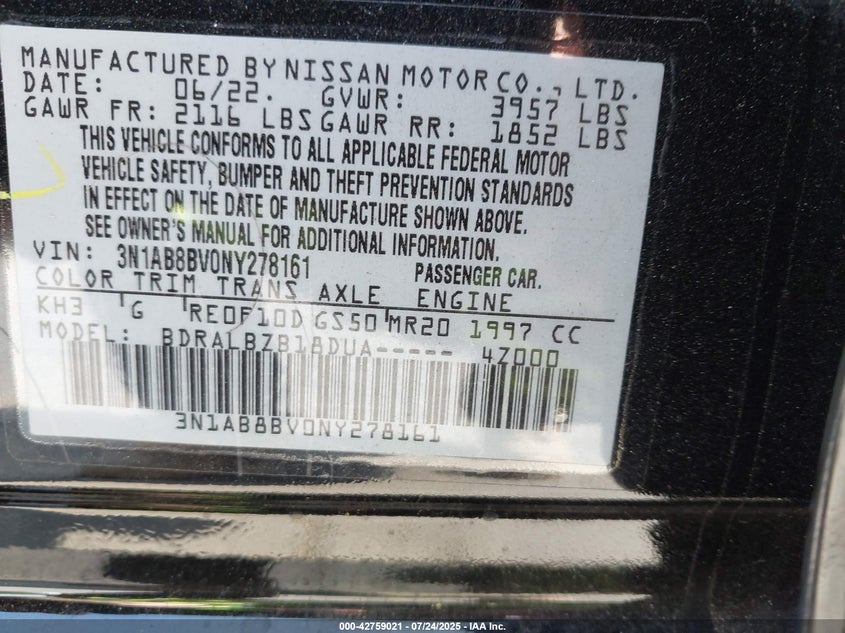 MANUFACTURED BY NISSAN MOTOR CO., LTD.
DATE: 06/22. GVWR: 3957 LBS
GAWR FR: 2116 LBS GAWR RR: 1852 LBS
THIS VEHICLE CONFORMS TO ALL APPLICABLE FEDERAL MOTOR
VEHICLE SAFETY, BUMPER AND THEFT PREVENTION STANDARDS
IN EFFECT ON THE DATE OF MANUFACTURE SHOWN ABOVE.
SEE OWNER'S MANUAL FOR ADDITIONAL INFORMATION.
VIN: 3N1AB8BV0NY278161 PASSENGER CAR.
COLOR TRIM TRANS AXLE ENGINE
KH3 G RE0F10D GS50 MR20 1997 CC
MODEL: BDRALBZB18DUA----- 4Z000
3N1AB8BV0NY278161
000-42759021 - 07/24/2025 - IAA Inc.